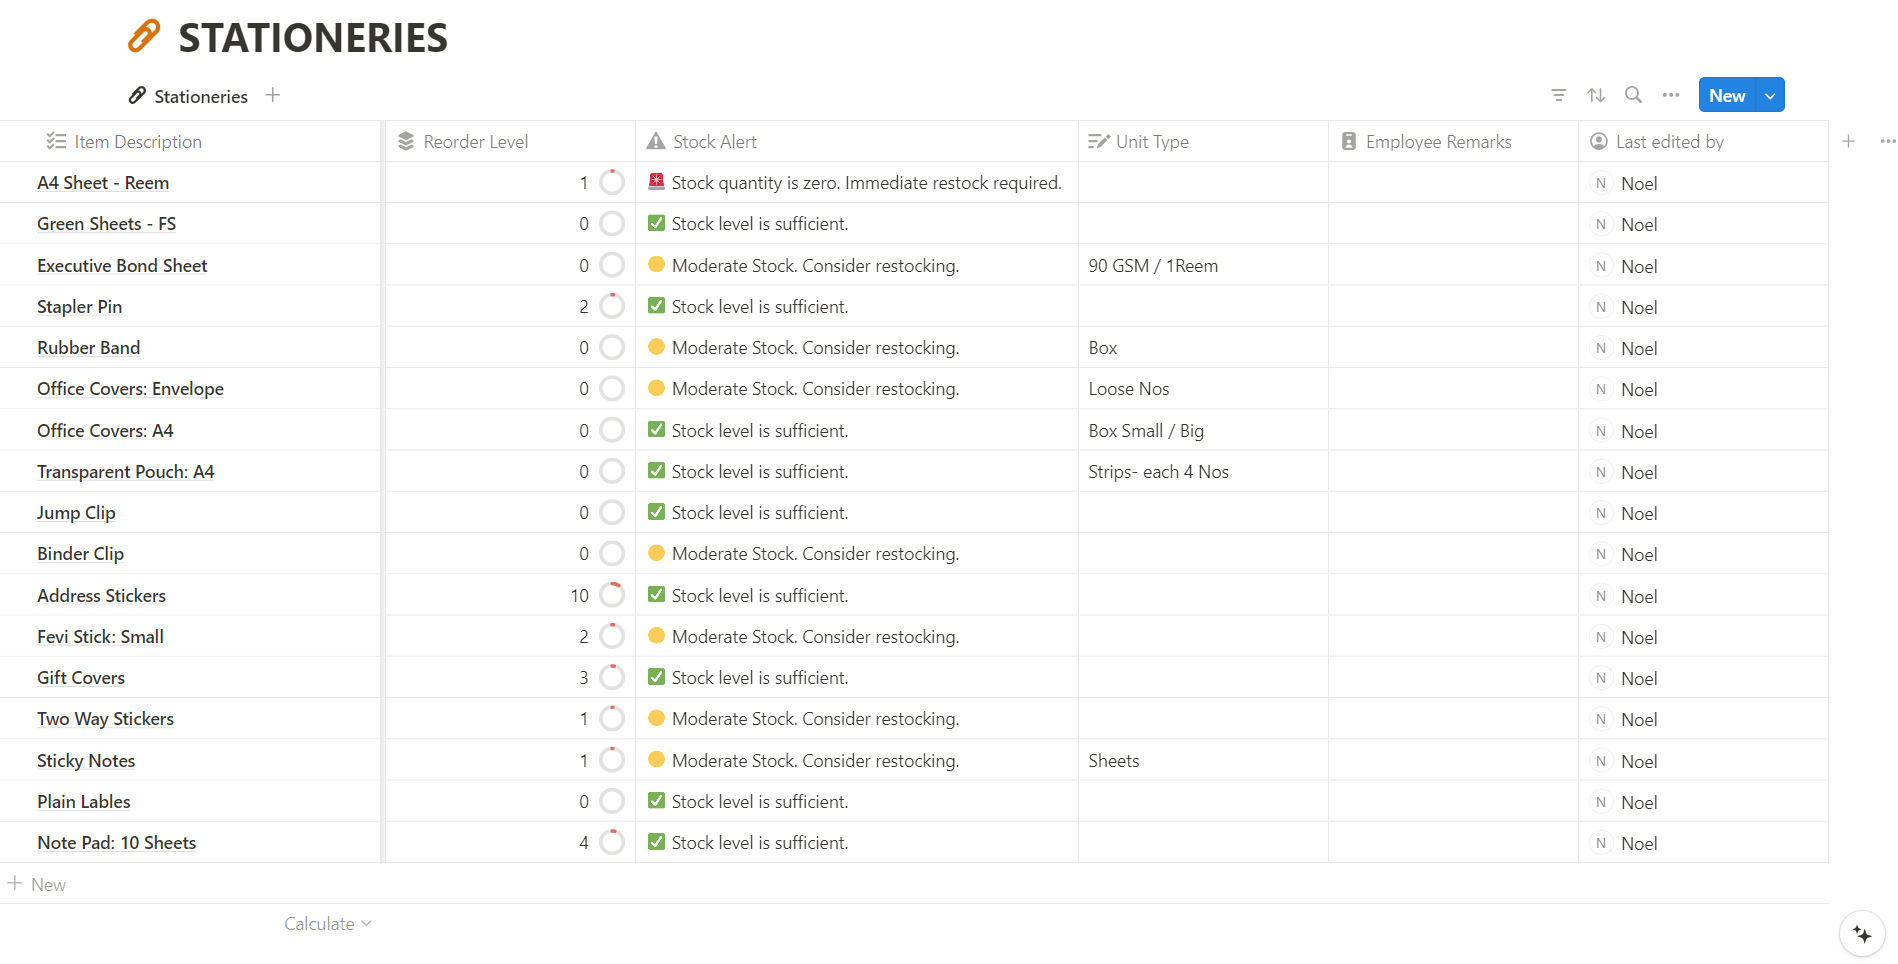 STATIONERIES
Stationeries
New
Item Description Reorder Level Stock Alert Unit Type Employee Remarks Last edited by
A4 Sheet - Reem 1 Stock quantity is zero. Immediate restock required. N Noel
Green Sheets - FS 0 Stock level is sufficient. N Noel
Executive Bond Sheet 0 Moderate Stock. Consider restocking. 90 GSM / 1Reem N Noel
Stapler Pin 2 Stock level is sufficient. N Noel
Rubber Band 0 Moderate Stock. Consider restocking. Box N Noel
Office Covers: Envelope 0 Moderate Stock. Consider restocking. Loose Nos N Noel
Office Covers: A4 0 Stock level is sufficient. Box Small / Big N Noel
Transparent Pouch: A4 0 Stock level is sufficient. Strips- each 4 Nos N Noel
Jump Clip 0 Stock level is sufficient. N Noel
Binder Clip 0 Moderate Stock. Consider restocking. N Noel
Address Stickers 10 Stock level is sufficient. N Noel
Fevi Stick: Small 2 Moderate Stock. Consider restocking. N Noel
Gift Covers 3 Stock level is sufficient. N Noel
Two Way Stickers 1 Moderate Stock. Consider restocking. N Noel
Sticky Notes 1 Moderate Stock. Consider restocking. Sheets N Noel
Plain Lables 0 Stock level is sufficient. N Noel
Note Pad: 10 Sheets 4 Stock level is sufficient. N Noel
New
Calculate